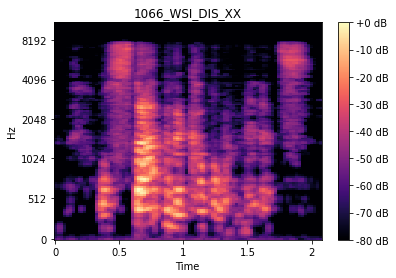 1066_WSI_DIS_XX
8192
4096
2048
1024
512
0
Hz
0
0.5
1
1.5
2
Time
+0 dB
-10 dB
-20 dB
-30 dB
-40 dB
-50 dB
-60 dB
-70 dB
-80 dB